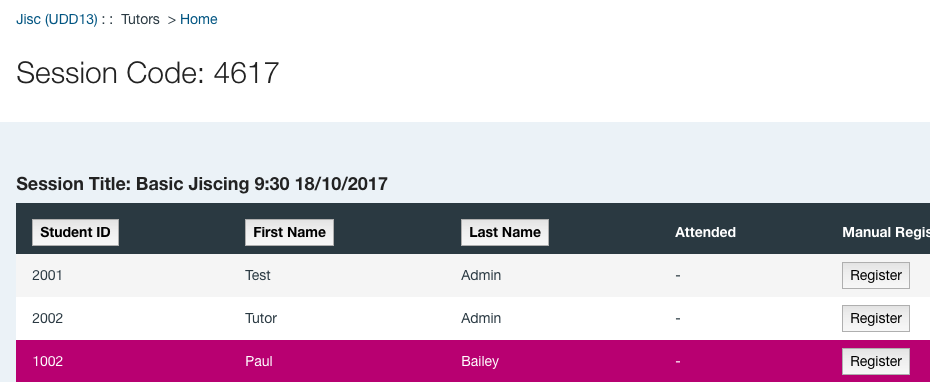 Jisc (UDD13) : : Tutors > Home
Session Code: 4617
Session Title: Basic Jiscing 9:30 18/10/2017
Student ID First Name Last Name Attended Manual Regis
2001 Test Admin - Register
2002 Tutor Admin - Register
1002 Paul Bailey - Register